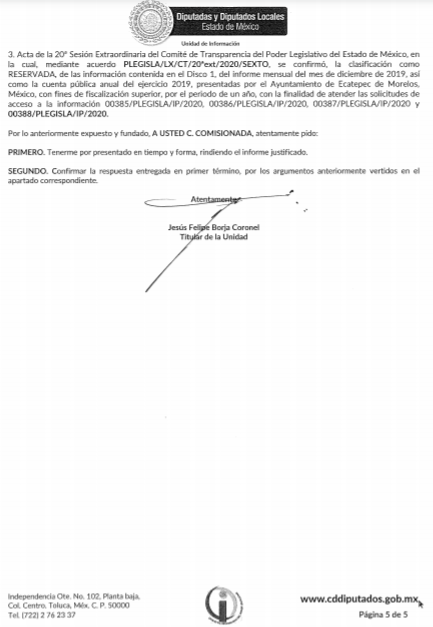 Diputadas y Diputados Locales
Estado de México
Unidad de Información
3. Acta de la 20ª Sesión Extraordinaria del Comité de Transparencia del Poder Legislativo del Estado de México, en
la cual, mediante acuerdo PLEGISLA/LX/CT/20ªext/2020/SEXTO, se confirmó, la clasificación como
RESERVADA, de las información contenida en el Disco 1, del informe mensual del mes de diciembre de 2019, así
como la cuenta pública anual del ejercicio 2019, presentadas por el Ayuntamiento de Ecatepec de Morelos,
México, con fines de fiscalización superior, por el periodo de un año, con la finalidad de atender las solicitudes de
acceso a la información 00385/PLEGISLA/IP/2020, 00386/PLEGISLA/IP/2020, 00387/PLEGISLA/IP/2020 y
00388/PLEGISLA/IP/2020.
Por lo anteriormente expuesto y fundado, A USTED C. COMISIONADA, atentamente pido:
PRIMERO. Tenerme por presentado en tiempo y forma, rindiendo el informe justificado.
SEGUNDO. Confirmar la respuesta entregada en primer término, por los argumentos anteriormente vertidos en el
apartado correspondiente.
Atentamente
Jesús Felipe Borja Coronel
Titular de la Unidad
Independencia Ote. No. 102, Planta baja,
Col. Centro, Toluca, Méx, C. P. 50000
Tel. (722) 2 76 23 37
www.cddiputados.gob.mx
Página 5 de 5